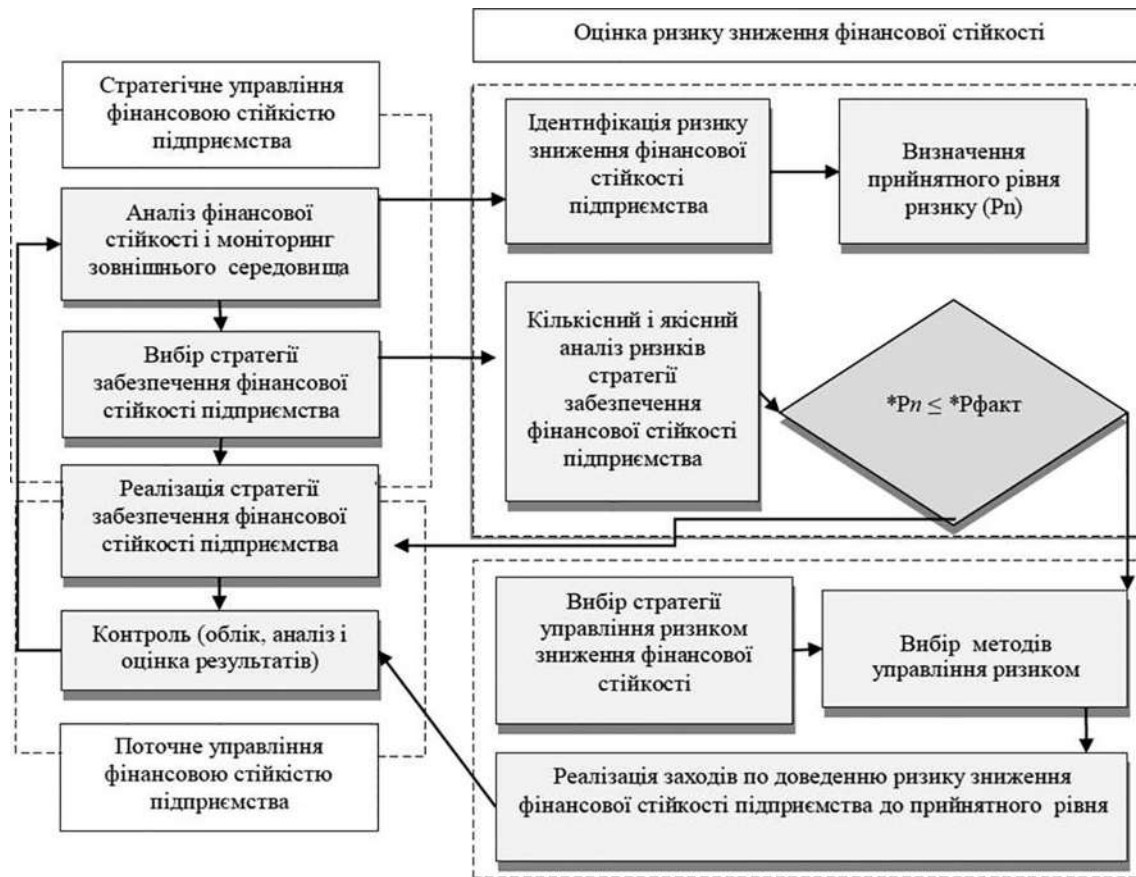 Оцінка ризику зниження фінансової стійкості
Стратегічне управління
фінансовою стійкістю
підприємства
Аналіз фінансової
стійкості і моніторинг
зовнішнього середовища
Вибір стратегії
забезпечення фінансової
стійкості підприємства
Реалізація стратегії
забезпечення фінансової
стійкості підприємства
Контроль (облік, аналіз і
оцінка результатів)
Поточне управління
фінансовою стійкістю
підприємства
Ідентифікація ризику
зниження фінансової
стійкості
підприємства
Визначення
прийнятного рівня
ризику (Pn)
Кількісний і якісний
аналіз ризиків
стратегії
забезпечення
фінансової стійкості
підприємства
*Pn ≤ *Pфакт
Вибір стратегії
управління ризиком
зниження фінансової
стійкості
Вибір методів
управління ризиком
Реалізація заходів по доведенню ризику зниження
фінансової стійкості підприємства до прийнятного рівня